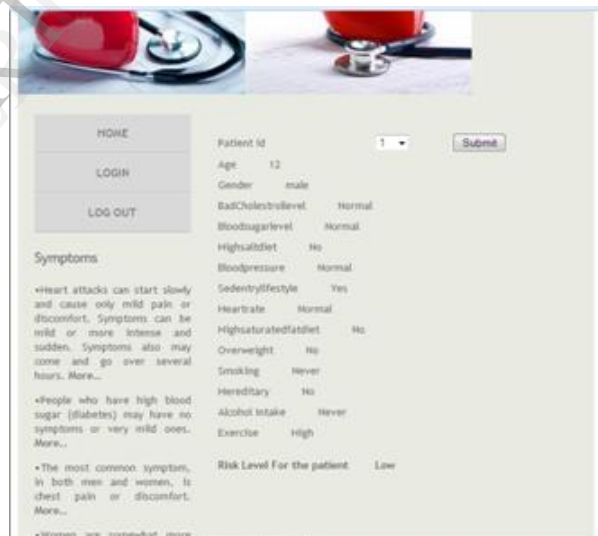 HOME
LOGIN
LOG OUT
Symptoms
•Heart attacks can start slowly
and cause only mild pain or
discomfort. Symptoms can be
mild or more intense and
sudden. Symptoms also may
come and go over several
hours. More...
•People who have high blood
sugar (diabetes) may have no
symptoms or very mild ones.
More...
•The most common symptom,
in both men and women, is
chest pain or discomfort.
More...
•Women are somewhat more
Patient Id 1 Submit
Age 12
Gender male
BadCholestrollevel Normal
Bloodsugarlevel Normal
Highsaltdiet No
Bloodpressure Normal
Sedentrylifestyle Yes
Heartrate Normal
Highsaturatedfatdiet No
Overweight No
Smoking Never
Hereditary No
Alcohol Intake Never
Exercise High
Risk Level For the patient Low